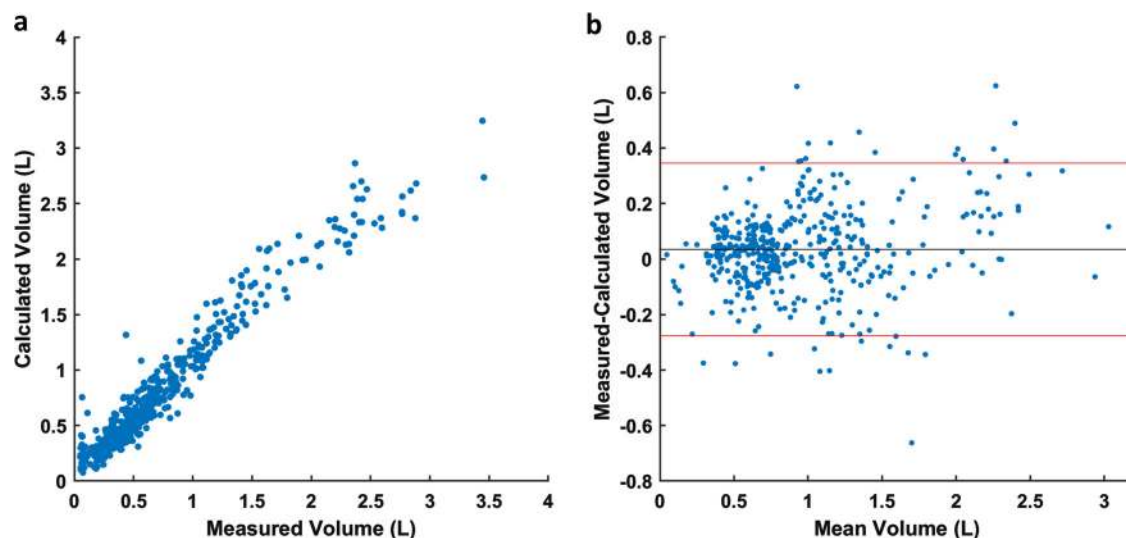 a
4
3.5
3
2.5
2
1.5
1
0.5
0
Calculated Volume (L)
0 0.5 1 1.5 2 2.5 3 3.5 4
Measured Volume (L)
b
0.8
0.6
0.4
0.2
0
-0.2
-0.4
-0.6
-0.8
Measured-Calculated Volume (L)
0 0.5 1 1.5 2 2.5 3
Mean Volume (L)